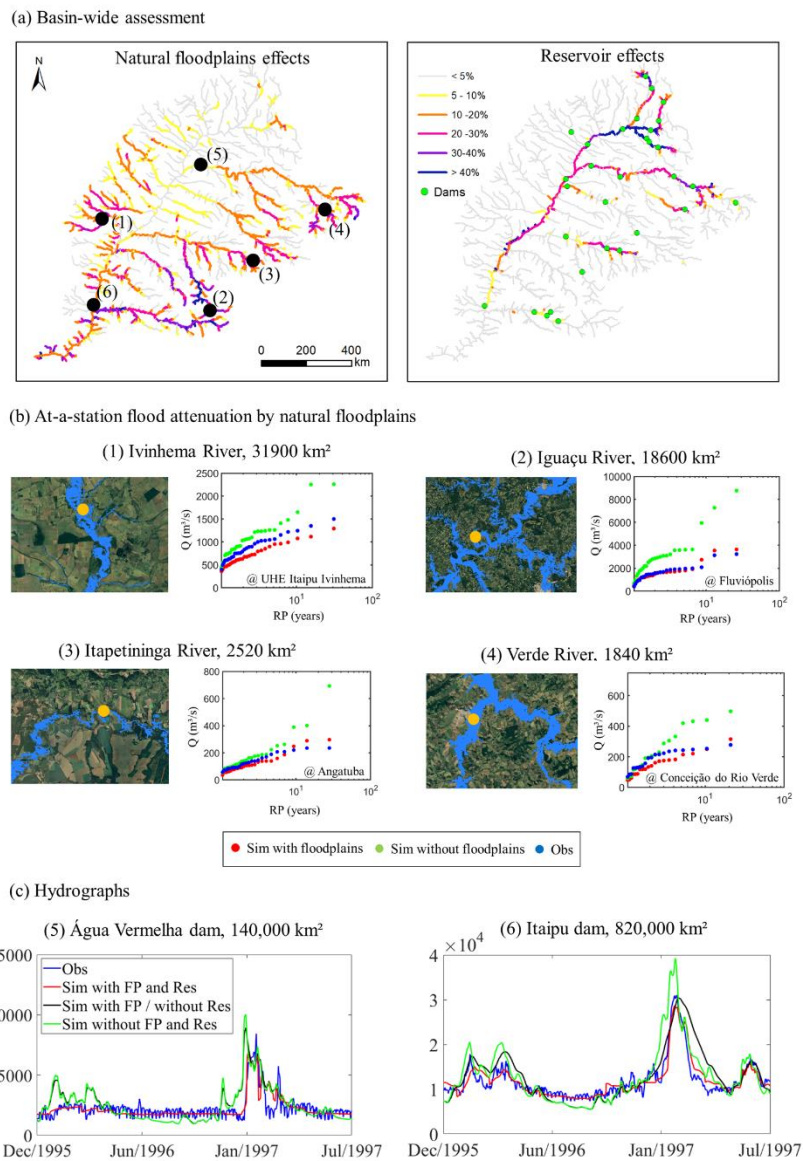 (a) Basin-wide assessment
N
Natural floodplains effects
(5)
(1)
(4)
(3)
(6)
(2)
0 200 400
km
Reservoir effects
< 5%
5 - 10%
10 -20%
20 -30%
30-40%
> 40%
Dams
(b) At-a-station flood attenuation by natural floodplains
(1) Ivinhema River, 31900 km²
2500
2000
1500
1000
500
0
Q (m³/s)
@ UHE Itaipu Ivinhema
10¹ 10²
RP (years)
(2) Iguaçu River, 18600 km²
10000
8000
6000
4000
2000
0
Q (m³/s)
@ Fluviópolis
10¹ 10²
RP (years)
(3) Itapetininga River, 2520 km²
800
600
400
200
0
Q (m³/s)
@ Angatuba
10¹ 10²
RP (years)
(4) Verde River, 1840 km²
600
400
200
0
Q (m³/s)
@ Conceição do Rio Verde
10¹ 10²
RP (years)
Sim with floodplains Sim without floodplains Obs
(c) Hydrographs
(5) Água Vermelha dam, 140,000 km²
5000
0000
5000
0
Obs
Sim with FP and Res
Sim with FP / without Res
Sim without FP and Res
Dec/1995 Jun/1996 Jan/1997 Jul/1997
(6) Itaipu dam, 820,000 km²
× 10⁴
4
3
2
1
0
Dec/1995 Jun/1996 Jan/1997 Jul/1997